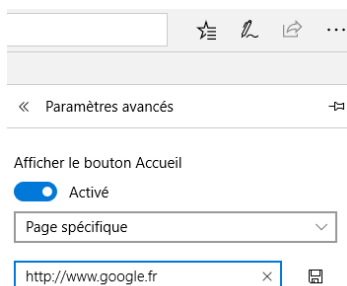 Paramètres avancés
Afficher le bouton Accueil
Activé
Page spécifique
http://www.google.fr